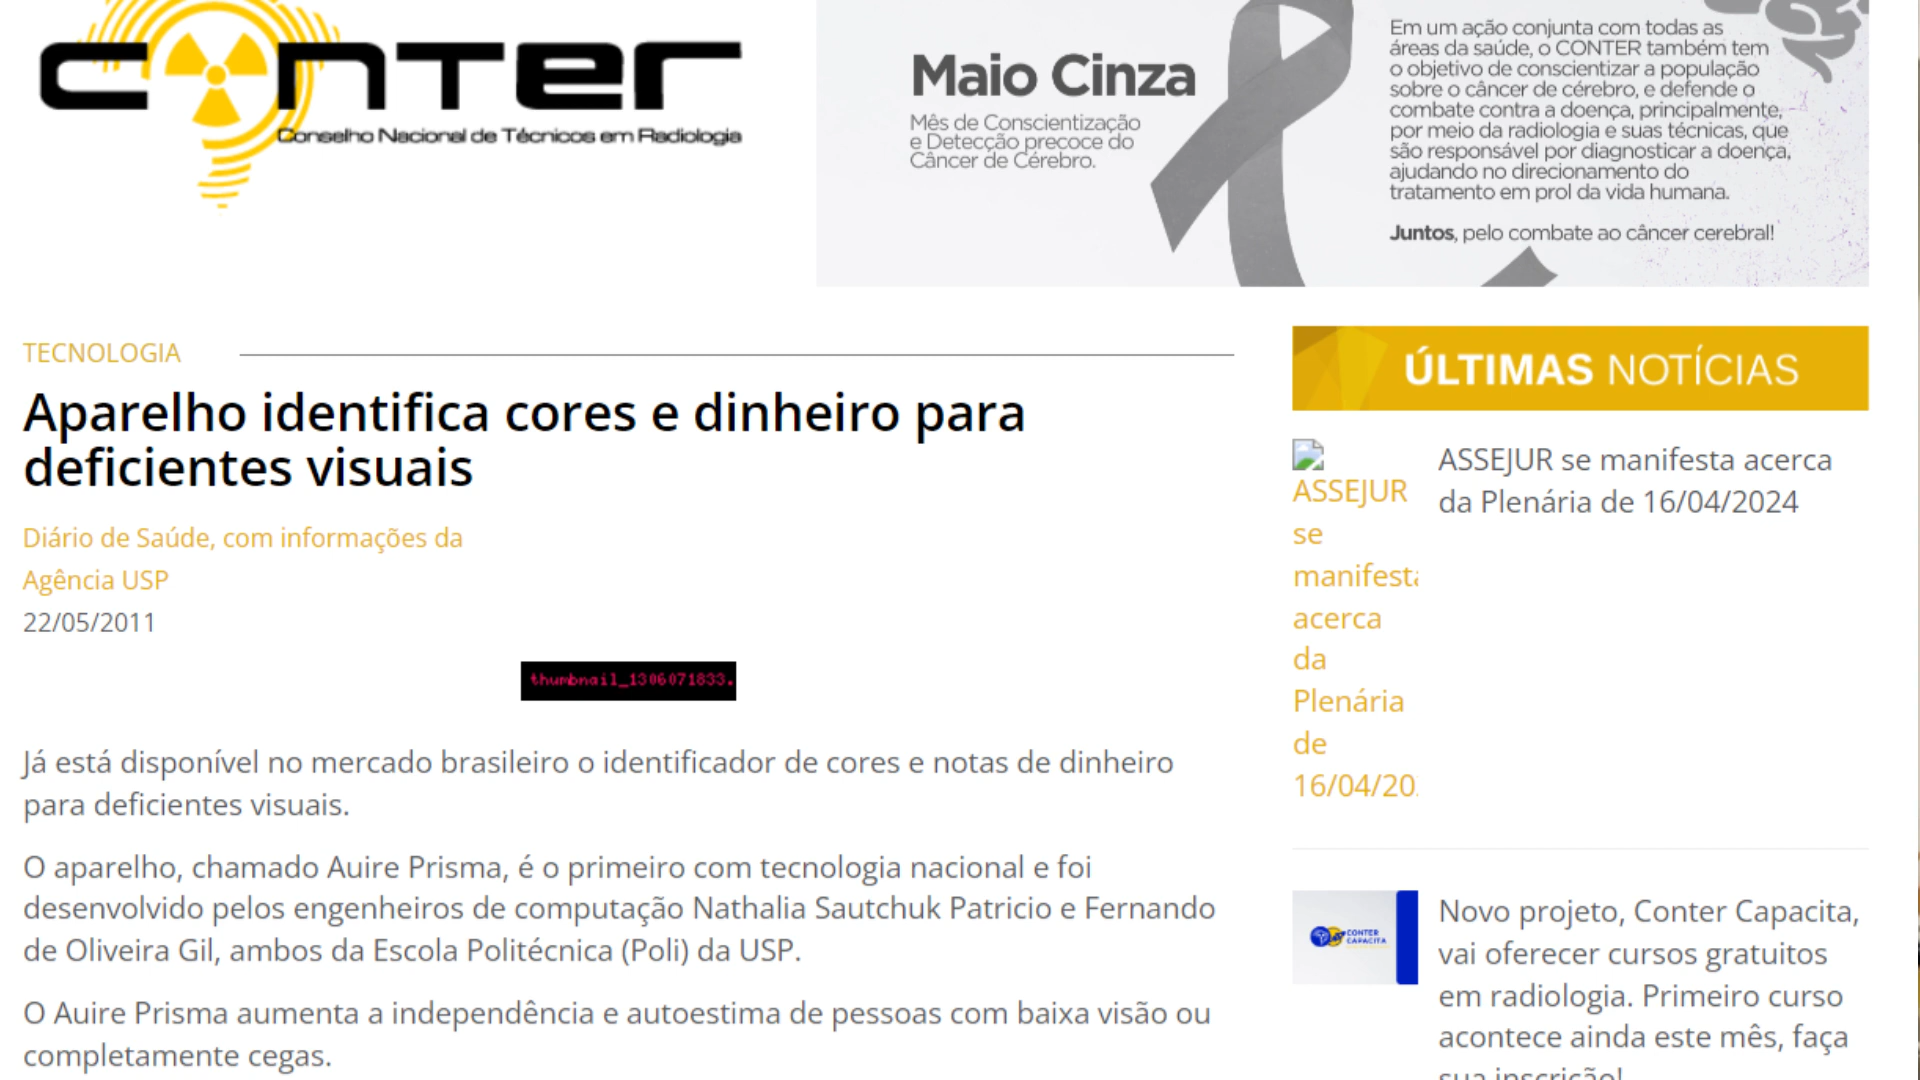 conter
Conselho Nacional de Técnicos em Radiologia
Maio Cinza
Mês de Conscientização
e Detecção precoce do
Câncer de Cérebro.
Em um ação conjunta com todas as
áreas da saúde, o CONTER também tem
o objetivo de conscientizar a população
sobre o câncer de cérebro, e defende o
combate contra a doença, principalmente,
por meio da radiologia e suas técnicas, que
são responsável por diagnosticar a doença,
ajudando no direcionamento do
tratamento em prol da vida humana.
Juntos, pelo combate ao câncer cerebral!
TECNOLOGIA
Aparelho identifica cores e dinheiro para
deficientes visuais
Diário de Saúde, com informações da
Agência USP
22/05/2011
thumbnail_1306071833.
Já está disponível no mercado brasileiro o identificador de cores e notas de dinheiro
para deficientes visuais.
O aparelho, chamado Auire Prisma, é o primeiro com tecnologia nacional e foi
desenvolvido pelos engenheiros de computação Nathalia Sautchuk Patricio e Fernando
de Oliveira Gil, ambos da Escola Politécnica (Poli) da USP.
O Auire Prisma aumenta a independência e autoestima de pessoas com baixa visão ou
completamente cegas.
ÚLTIMAS NOTÍCIAS
ASSEJUR
se
manifesta
acerca
da
Plenária
de
16/04/20
ASSEJUR se manifesta acerca
da Plenária de 16/04/2024
CONTER
CAPACITA
Novo projeto, Conter Capacita,
vai oferecer cursos gratuitos
em radiologia. Primeiro curso
acontece ainda este mês, faça
sua inscrição!